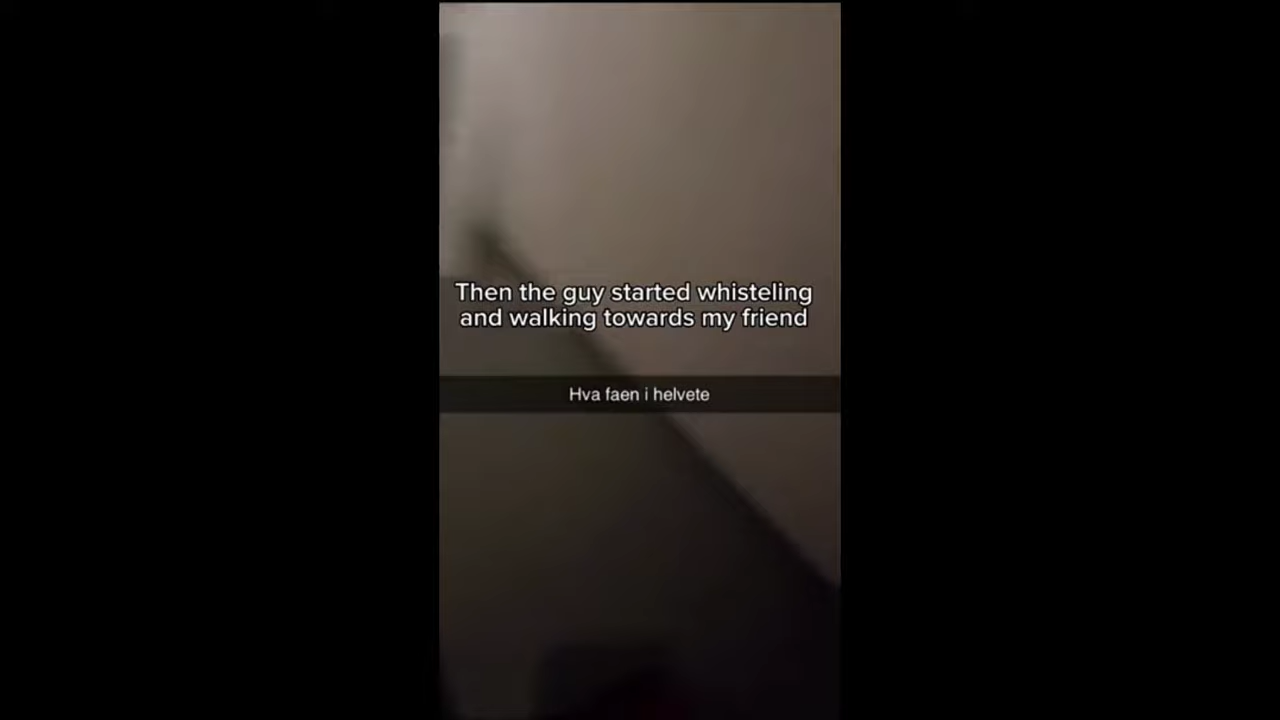 Then the guy started whisteling
and walking towards my friend
Hva faen i helvete